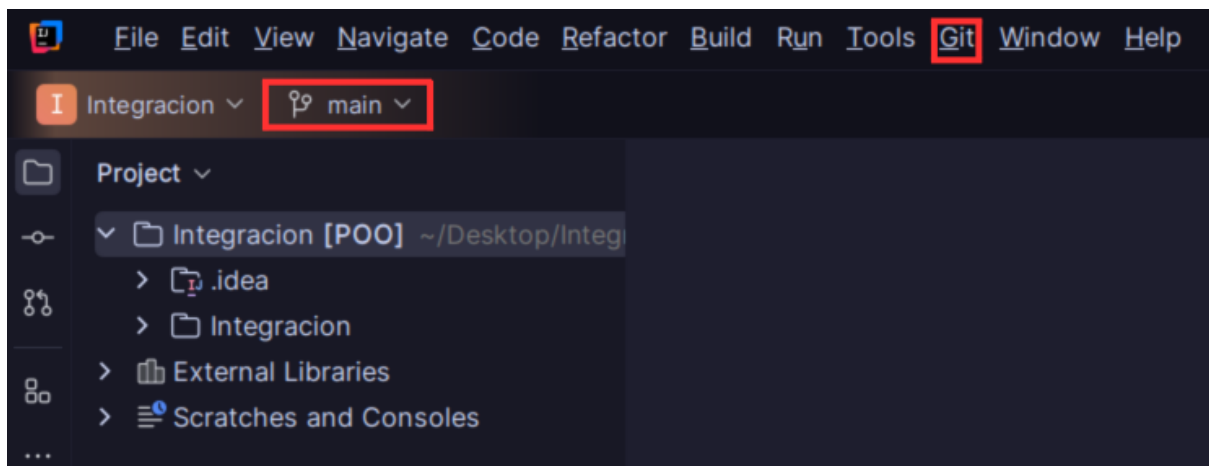 File Edit View Navigate Code Refactor Build Run Tools Git Window Help
I Integracion main
Project
Integracion [POO] ~/Desktop/Integ
.idea
Integracion
External Libraries
Scratches and Consoles